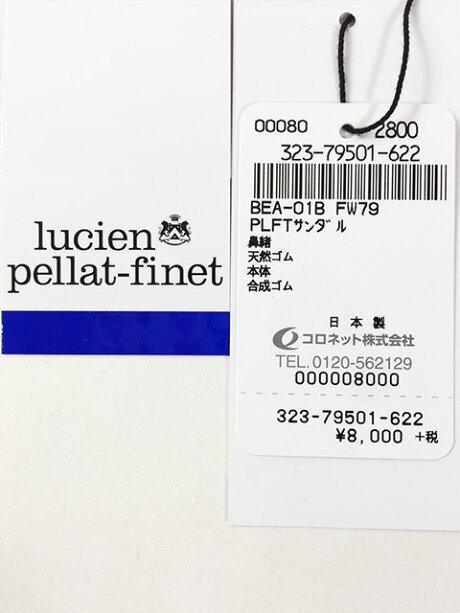 lucien
pellat-finet
00080 2800
323-79501-622
BEA-01B FW79
PLFTサンダル
鼻緒
天然ゴム
本体
合成ゴム
日本製
コロネット株式会社
TEL.0120-562129
000008000
323-79501-622
¥8,000 +税